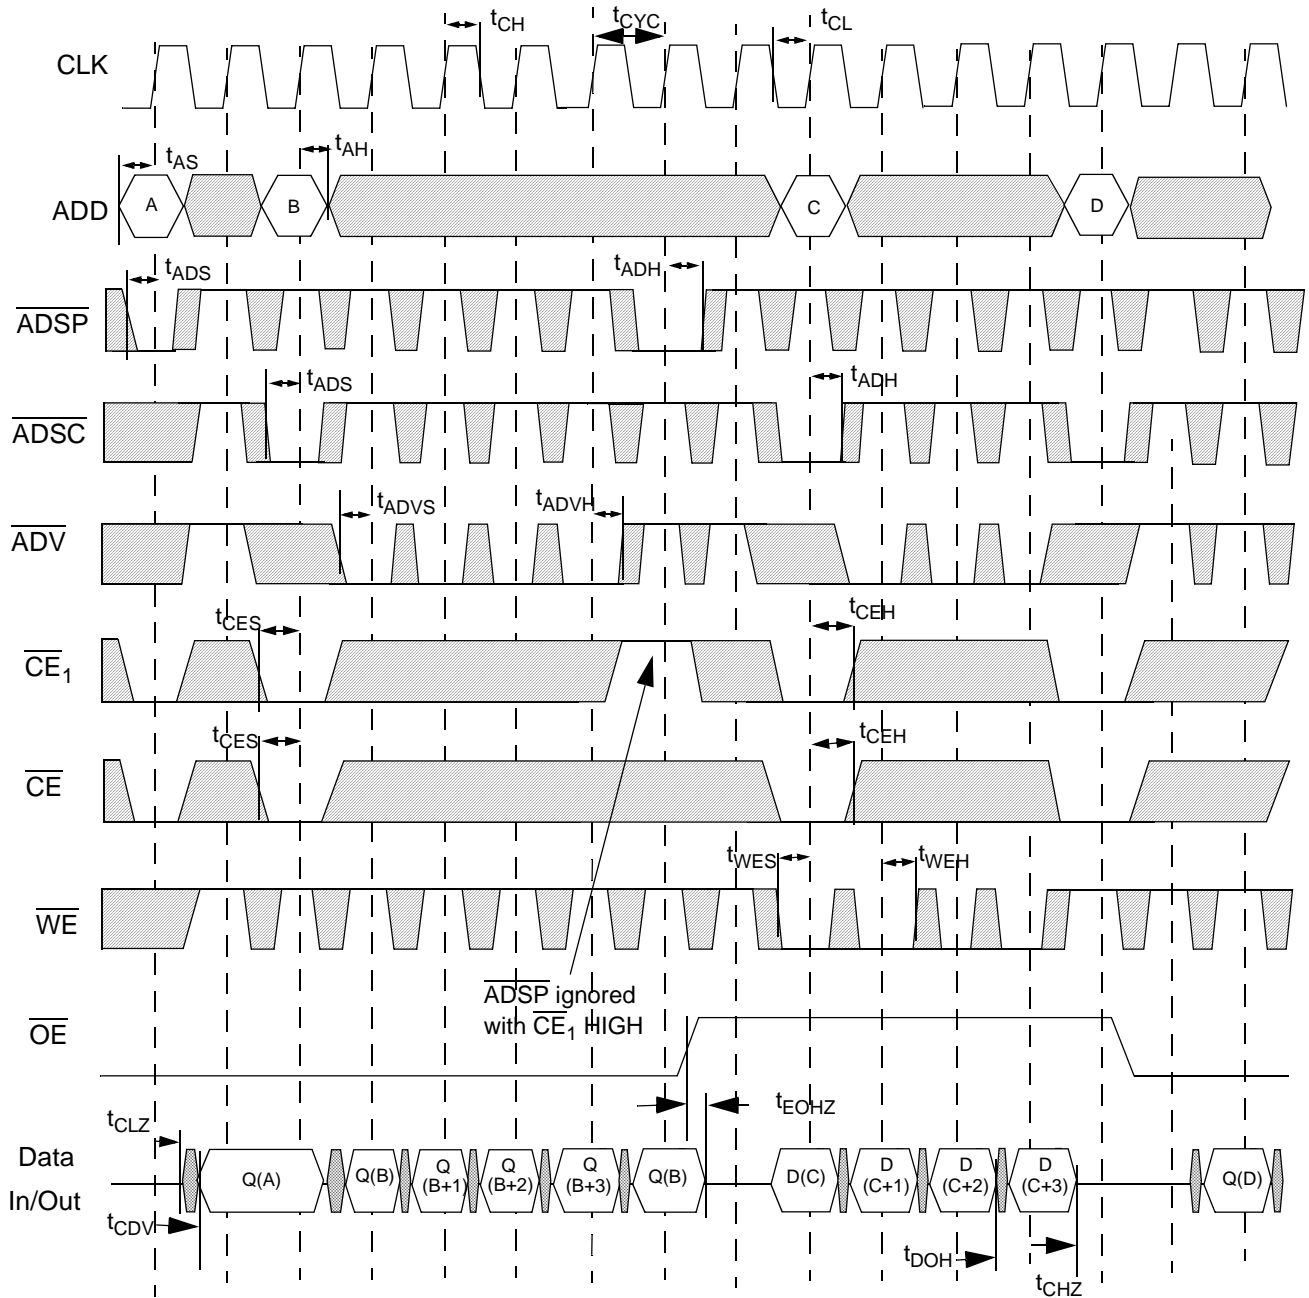 tCH
tCYC
tCL
CLK
tAS
tAH
ADD
A
B
C
D
tADS
tADH
ADSP
tADS
tADH
ADSC
tADVS
tADVH
ADV
tCES
tCEH
CE1
tCES
tCEH
CE
tWES
tWEH
WE
ADSP ignored
with CE1 HIGH
OE
tEOHZ
tCLZ
Data
In/Out
Q(A)
Q(B)
Q
(B+1)
Q
(B+2)
Q
(B+3)
Q(B)
D(C)
D
(C+1)
D
(C+2)
D
(C+3)
Q(D)
tCDV
tDOH
tCHZ